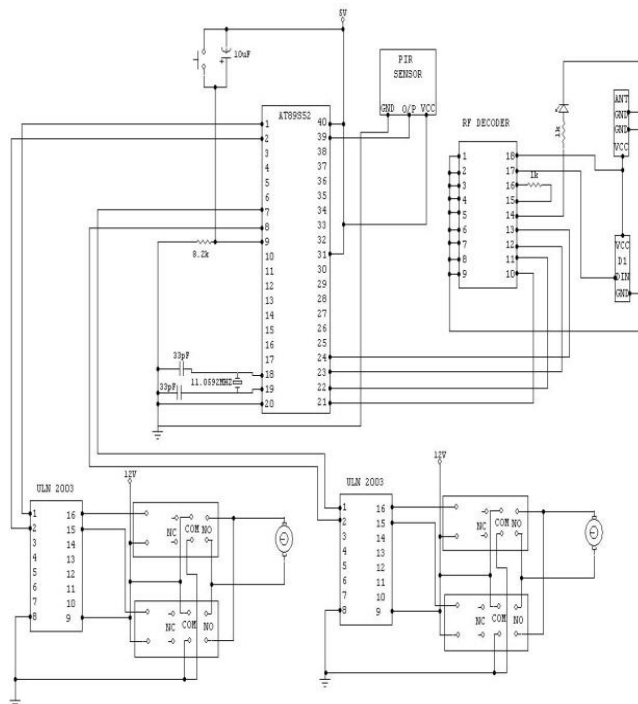 5V
10uF
AT89S52
PIR
SENSOR
GND O/P VCC
RF DECODER
ANT
GND
GND
VCC
1k
1k
VCC
D1
DIN
GND
1 40
2 39
3 38
4 37
5 36
6 35
7 34
8 33
9 32
10 31
11 30
12 29
13 28
14 27
15 26
16 25
17 24
18 23
19 22
20 21
1 18
2 17
3 16
4 15
5 14
6 13
7 12
8 11
9 10
8.2k
33pF
33pF
11.0592MHZ
ULN 2003
12V
1 16
2 15
3 14
4 13
5 12
6 11
7 10
8 9
NC COM NO
NC COM NO
ULN 2003
12V
1 16
2 15
3 14
4 13
5 12
6 11
7 10
8 9
NC COM NO
NC COM NO